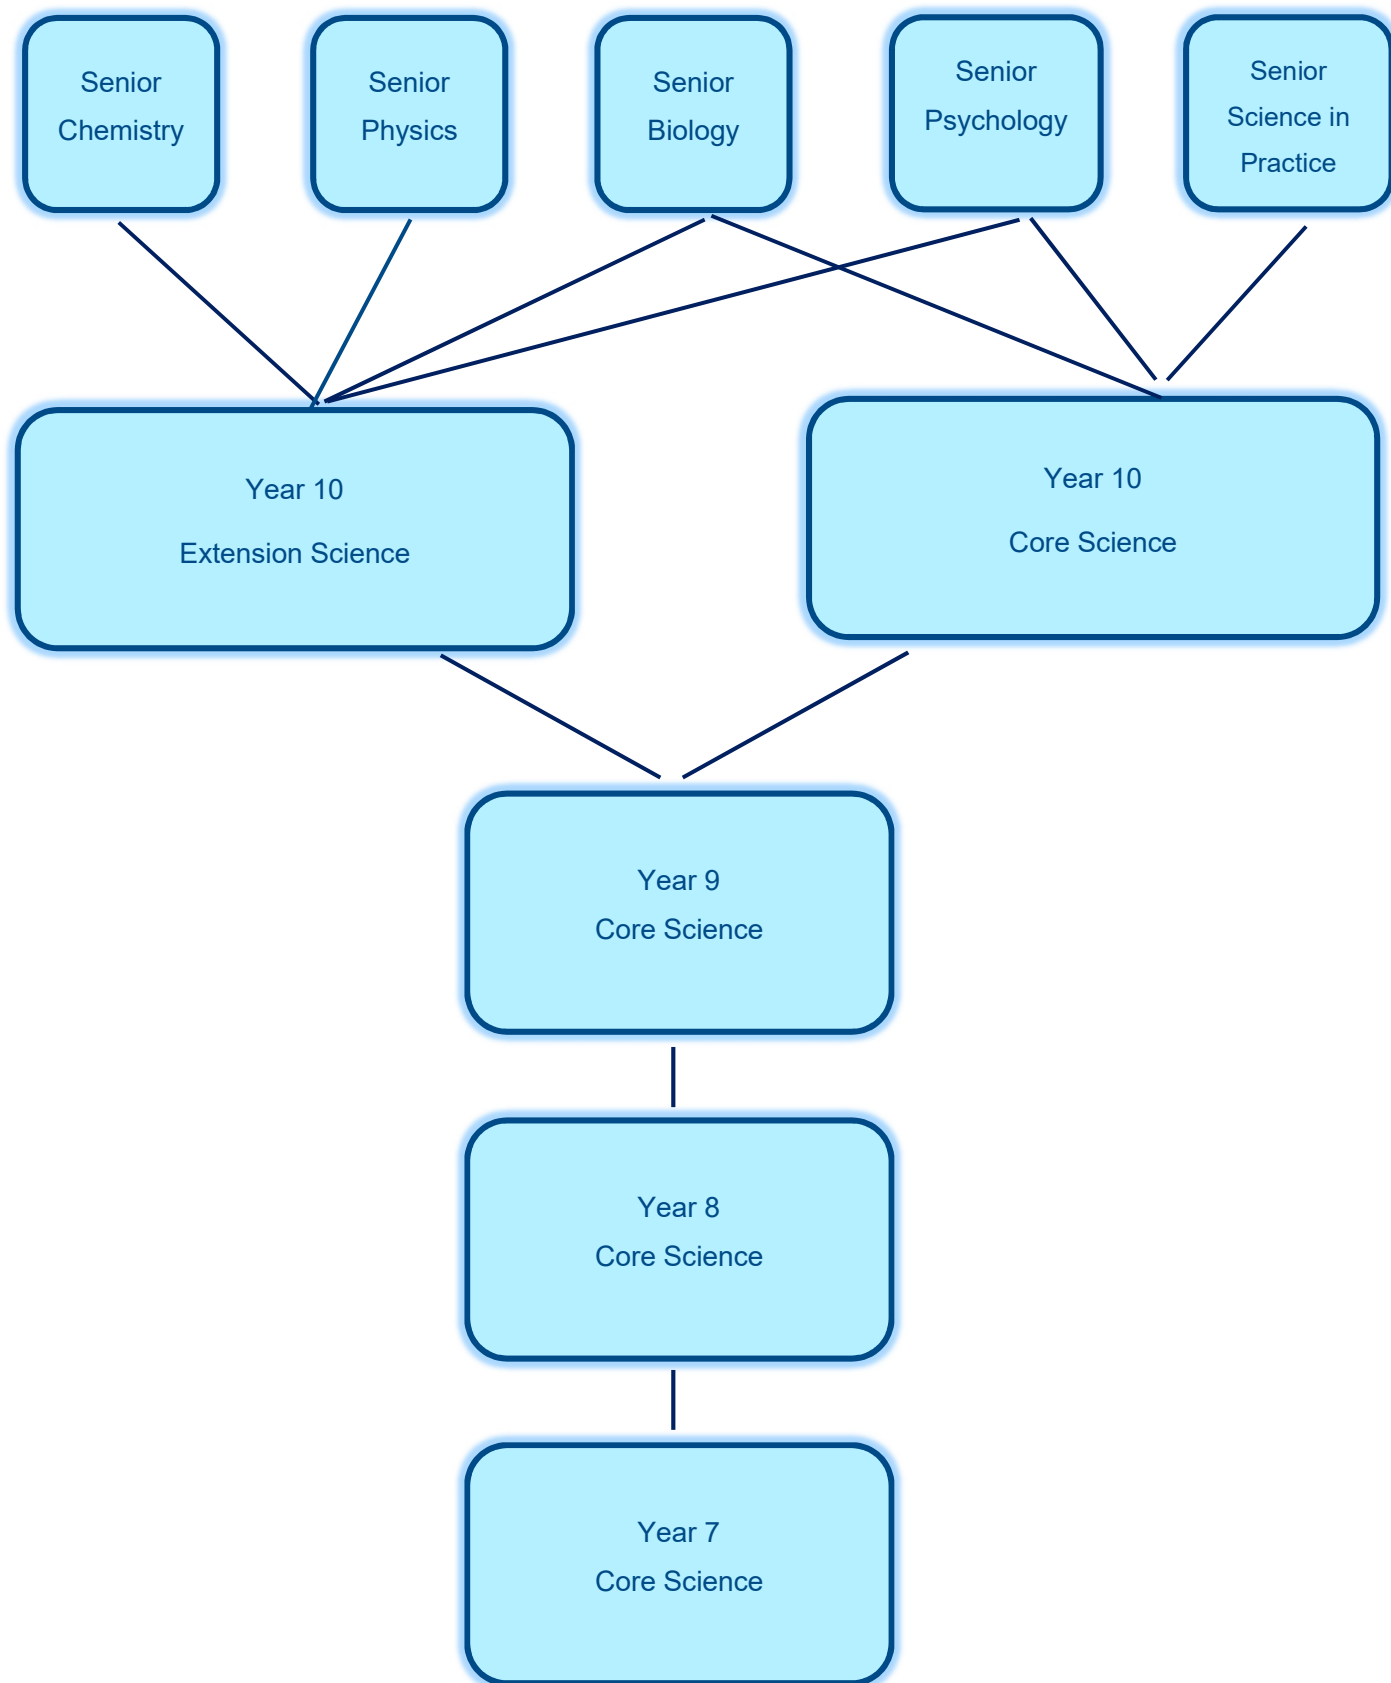 Senior
Chemistry
Senior
Physics
Senior
Biology
Senior
Psychology
Senior
Science in
Practice
Year 10
Extension Science
Year 10
Core Science
Year 9
Core Science
Year 8
Core Science
Year 7
Core Science